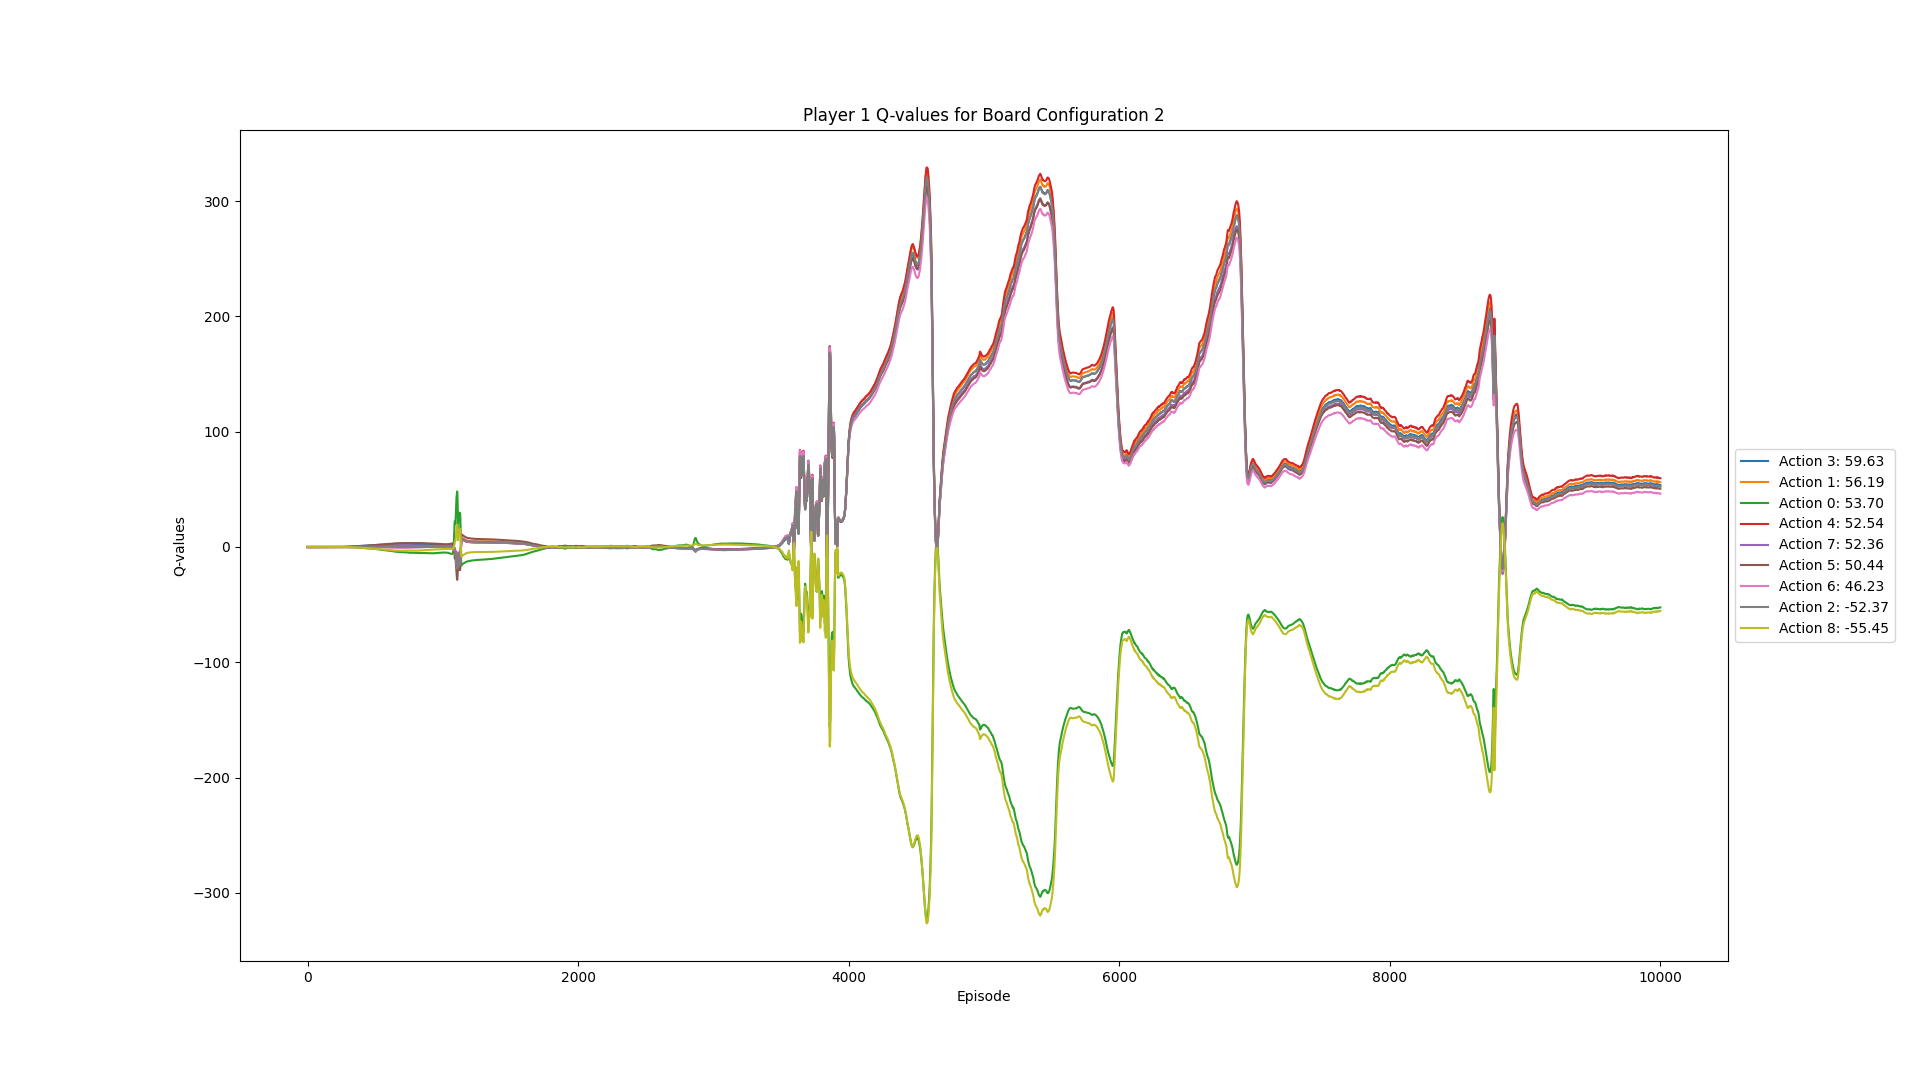 Player 1 Q-values for Board Configuration 2
Q-values
300
200
100
0
−100
−200
−300
0
2000
4000
6000
8000
10000
Episode
Action 3: 59.63
Action 1: 56.19
Action 0: 53.70
Action 4: 52.54
Action 7: 52.36
Action 5: 50.44
Action 6: 46.23
Action 2: -52.37
Action 8: -55.45